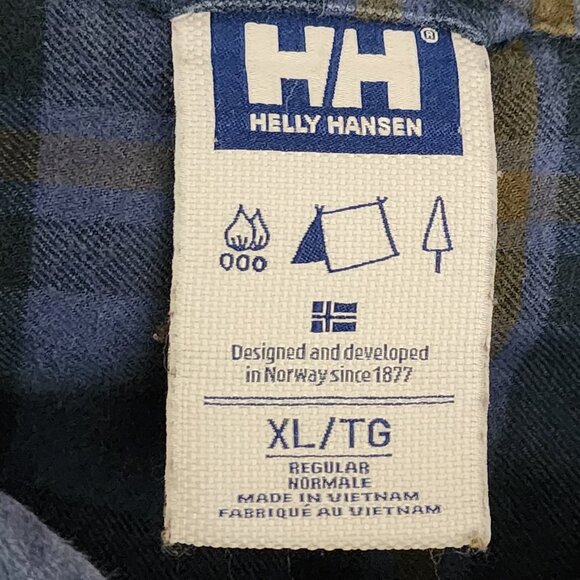 HH®
HELLY HANSEN
Designed and developed
in Norway since 1877
XL/TG
REGULAR
NORMALE
MADE IN VIETNAM
FABRIQUÉ AU VIETNAM